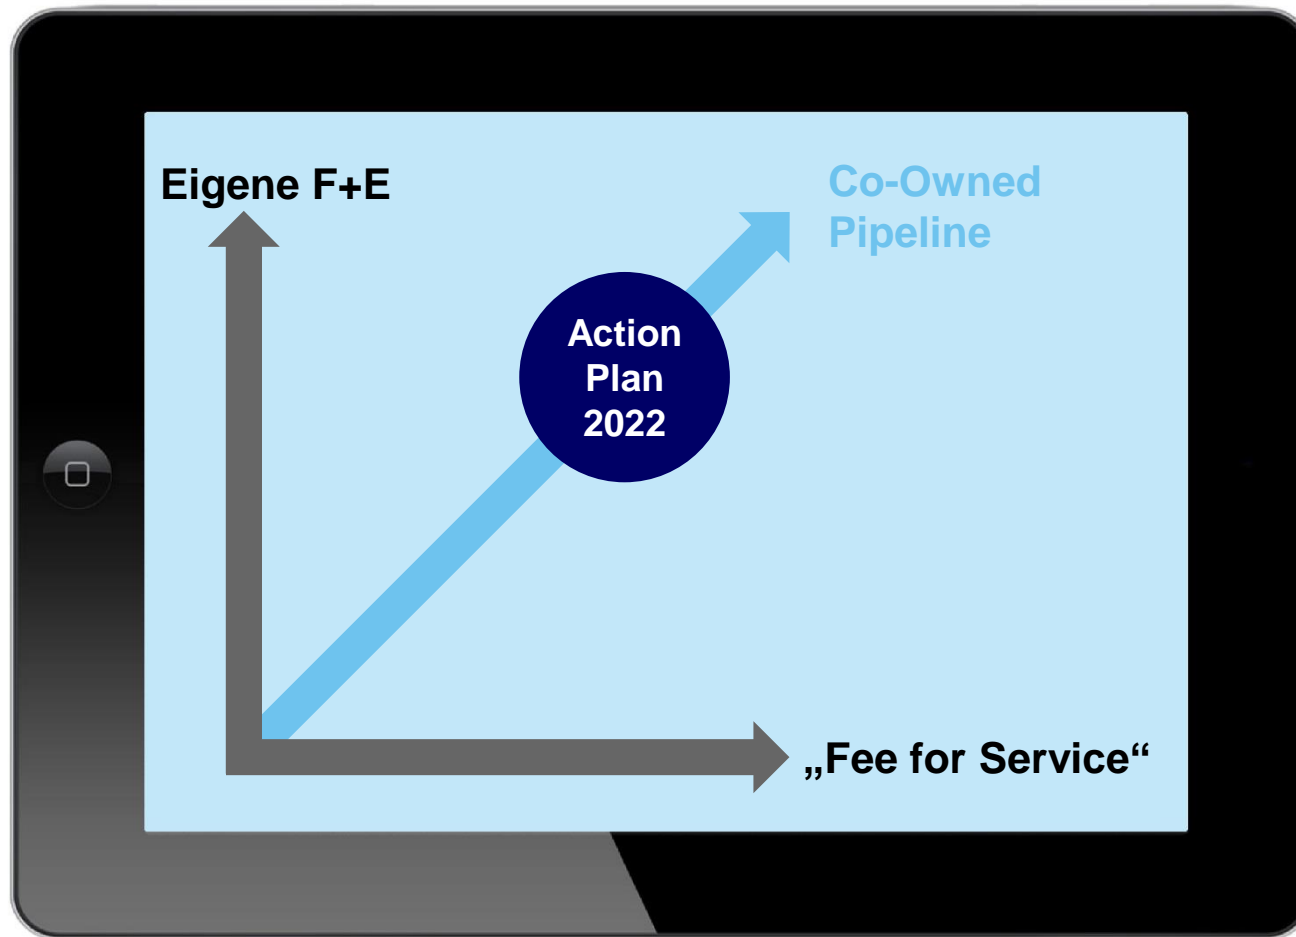 Eigene F+E
Co-Owned
Pipeline
Action
Plan
2022
„Fee for Service“